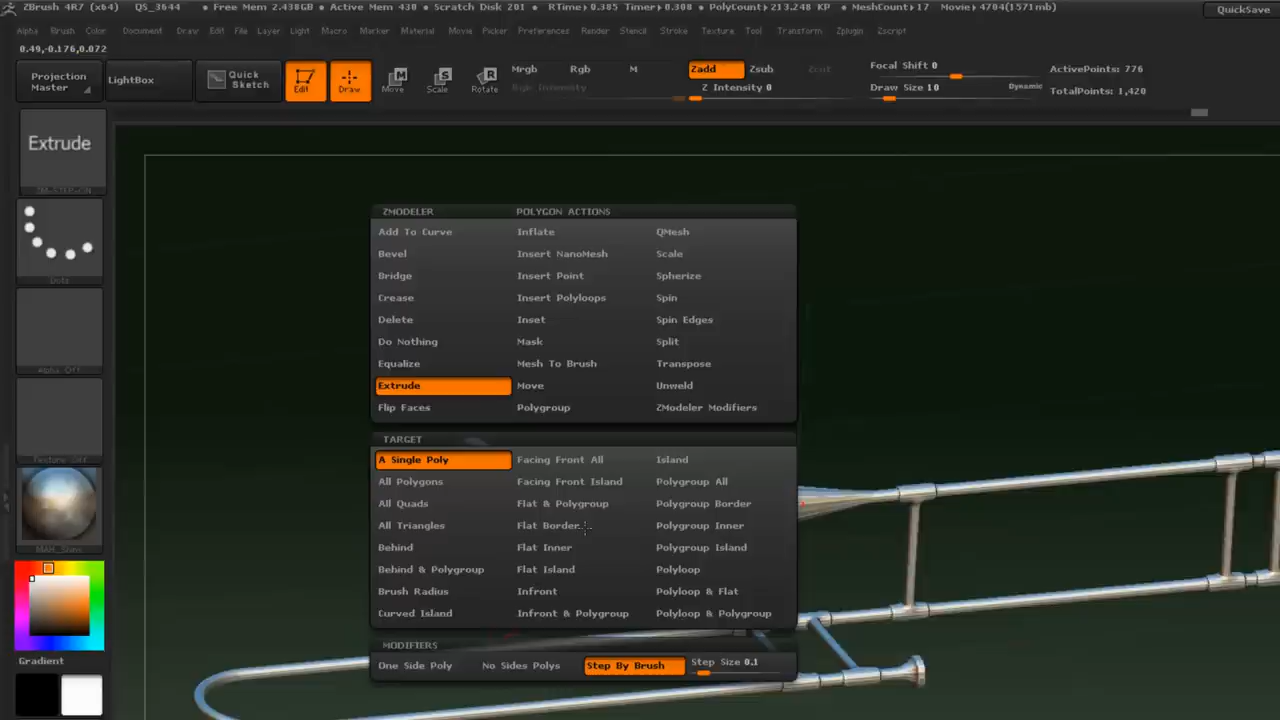 ZBrush 4R7 (x64) QS_3644 • Free Mem 2.438GB • Active Mem 430 • Scratch Disk 201 • RTime▸0.385 Timer▸0.308 • PolyCount▸213.248 KP • MeshCount▸17 Movie▸4704(1571mb) QuickSave
Alpha Brush Color Document Draw Edit File Layer Light Macro Marker Material Movie Picker Preferences Render Stencil Stroke Texture Tool Transform Zplugin Zscript
0.49,-0.176,0.072
Projection Master
LightBox
Quick Sketch
Edit
Draw
Move
Scale
Rotate
Mrgb Rgb M
Rgb Intensity
Zadd Zsub Zcut
Z Intensity 0
Focal Shift 0
Draw Size 10 Dynamic
ActivePoints: 776
TotalPoints: 1,420
Extrude
Dots
Alpha Off
Texture Off
Gradient
ZMODELER POLYGON ACTIONS
Add To Curve Inflate QMesh
Bevel Insert NanoMesh Scale
Bridge Insert Point Spherize
Crease Insert Polyloops Spin
Delete Inset Spin Edges
Do Nothing Mask Split
Equalize Mesh To Brush Transpose
Extrude Move Unweld
Flip Faces Polygroup ZModeler Modifiers
TARGET
A Single Poly Facing Front All Island
All Polygons Facing Front Island Polygroup All
All Quads Flat & Polygroup Polygroup Border
All Triangles Flat Border Polygroup Inner
Behind Flat Inner Polygroup Island
Behind & Polygroup Flat Island Polyloop
Brush Radius Infront Polyloop & Flat
Curved Island Infront & Polygroup Polyloop & Polygroup
MODIFIERS
One Side Poly No Sides Polys Step By Brush Step Size 0.1